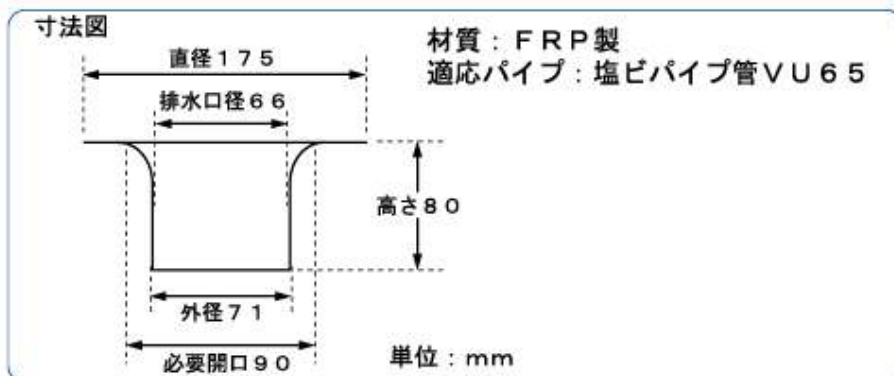 寸法図
材質：ＦＲＰ製
適応パイプ：塩ビパイプ管ＶＵ６５
直径１７５
排水口径６６
高さ８０
外径７１
必要開口９０
単位：ｍｍ